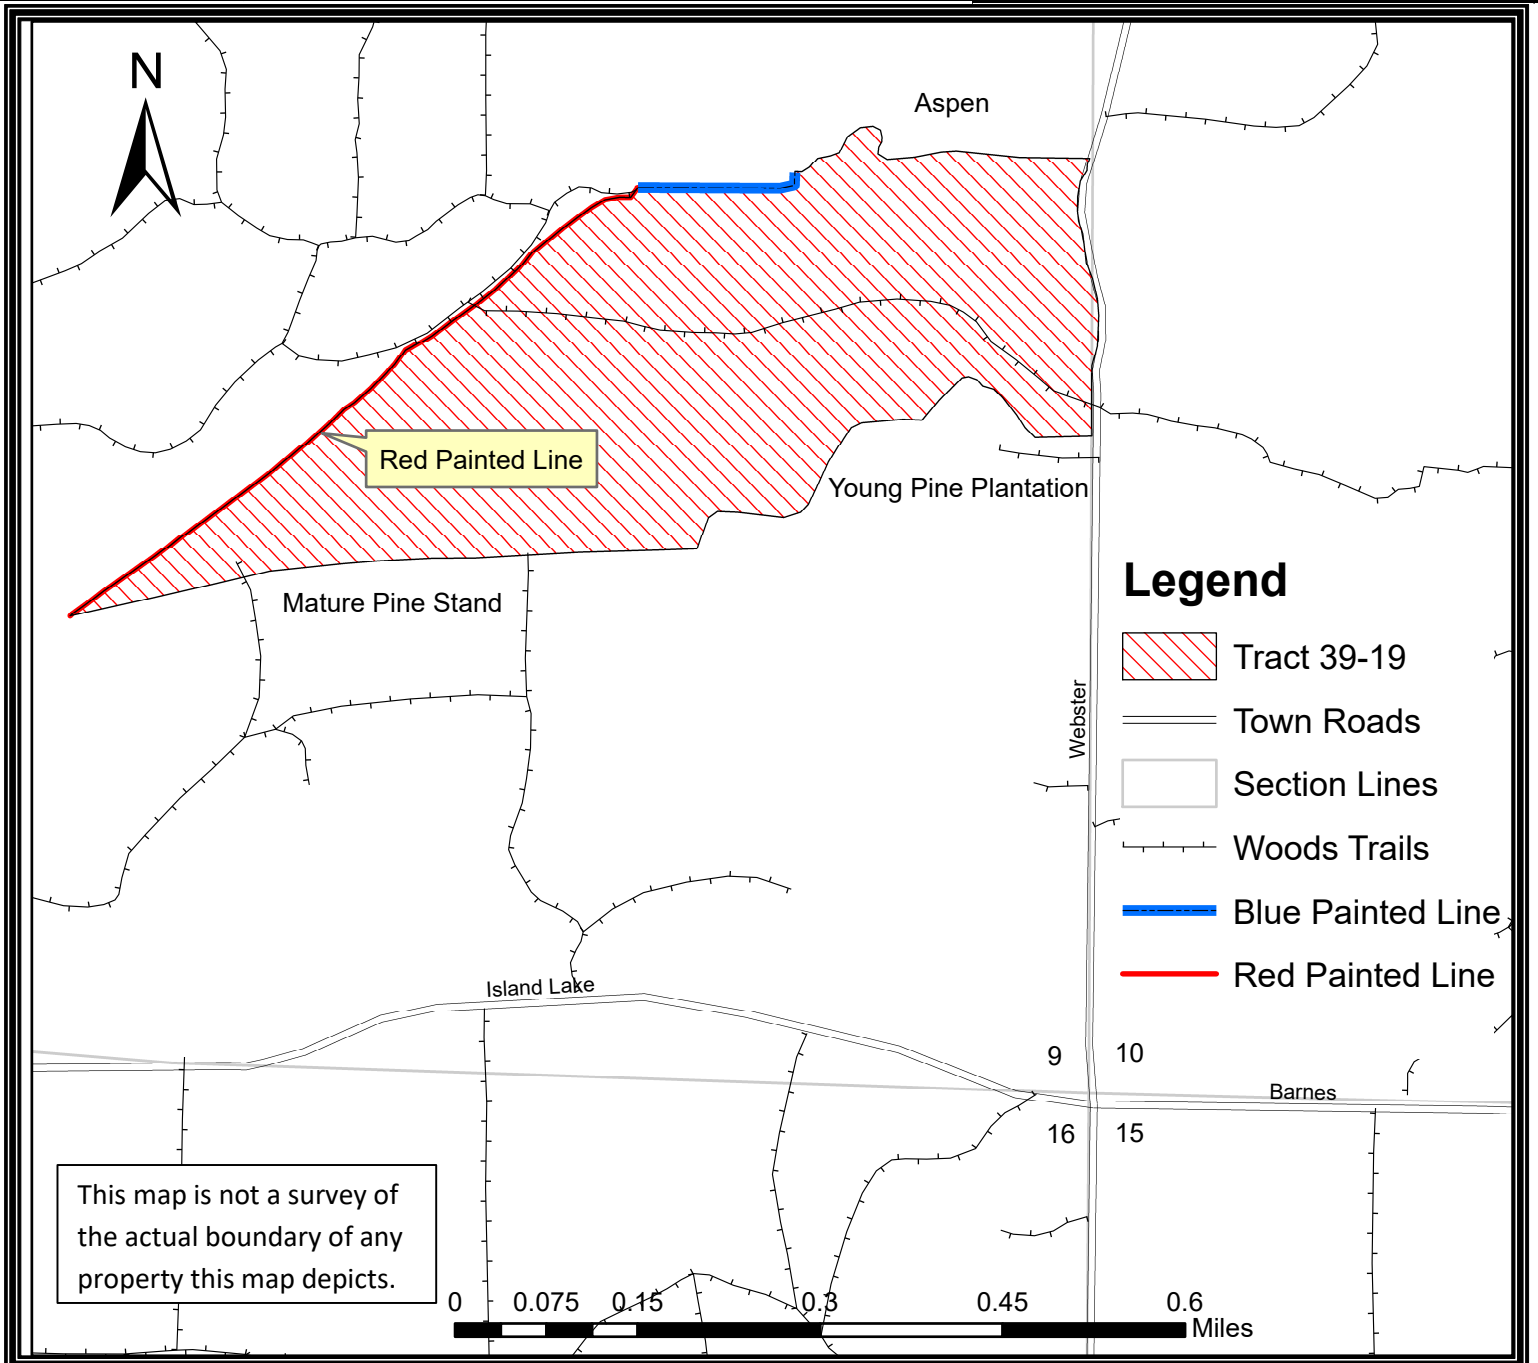 N
Aspen
Red Painted Line
Young Pine Plantation
Mature Pine Stand
Legend
Tract 39-19
Town Roads
Section Lines
Woods Trails
Blue Painted Line
Red Painted Line
Webster
Island Lake
9
10
Barnes
16
15
This map is not a survey of
the actual boundary of any
property this map depicts.
0 0.075 0.15 0.3 0.45 0.6
Miles